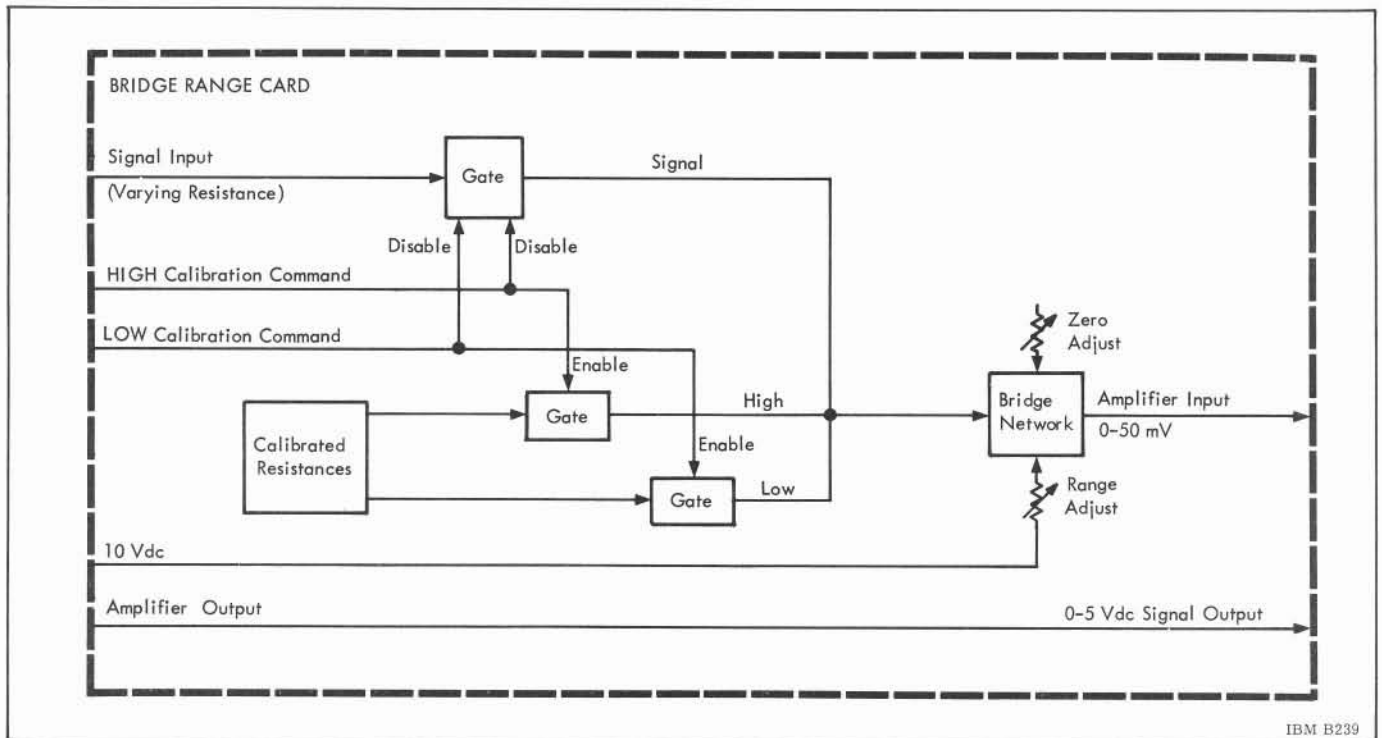 BRIDGE RANGE CARD
Signal Input
(Varying Resistance)
Gate
Signal
Disable
Disable
HIGH Calibration Command
LOW Calibration Command
Enable
Zero
Adjust
Calibrated
Resistances
Gate
High
Enable
Gate
Low
Bridge
Network
Amplifier Input
0-50 mV
Range
Adjust
10 Vdc
Amplifier Output
0-5 Vdc Signal Output
IBM B239